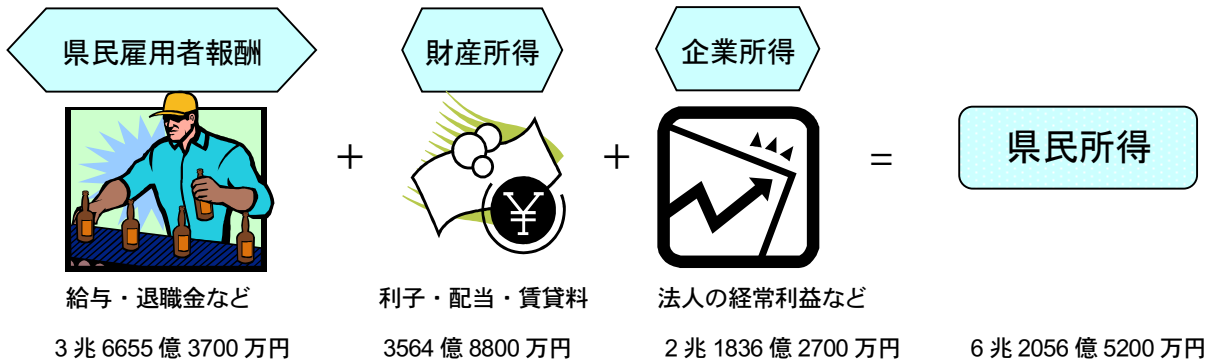 県民雇用者報酬
財産所得
企業所得
+
+
=
県民所得
¥
給与・退職金など
利子・配当・賃貸料
法人の経常利益など
3 兆 6655 億 3700 万円
3564 億 8800 万円
2 兆 1836 億 2700 万円
6 兆 2056 億 5200 万円